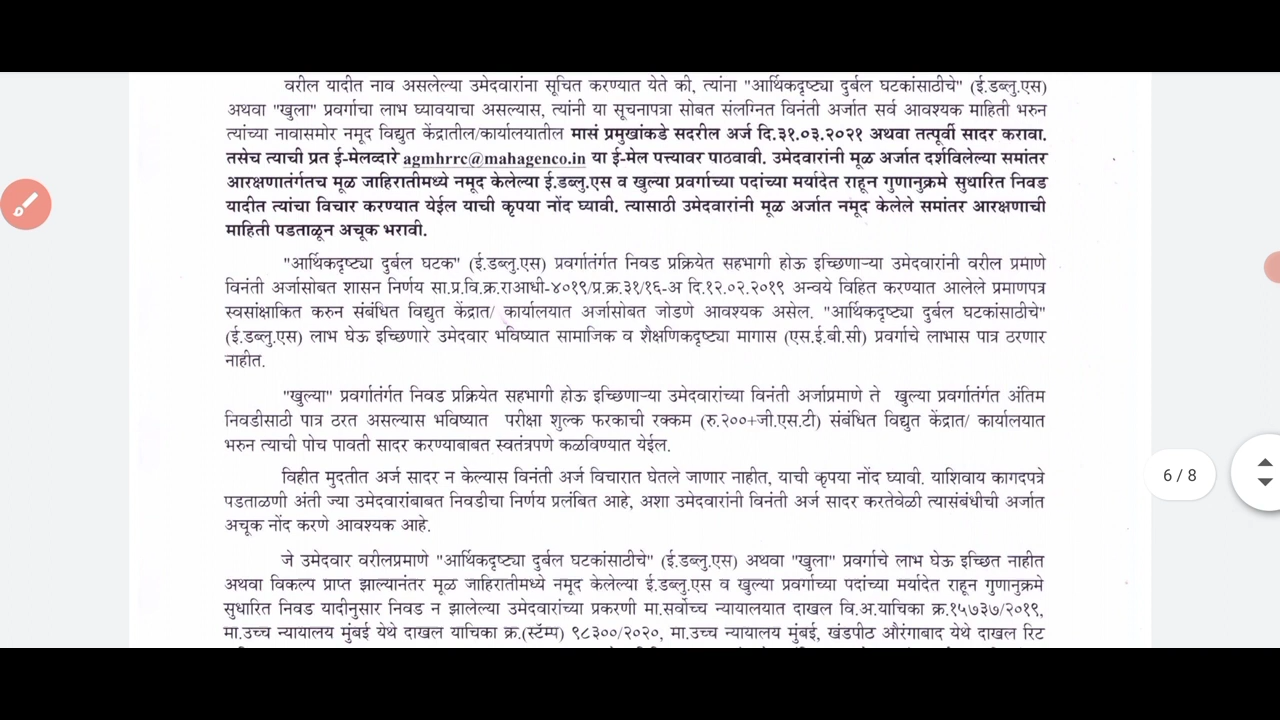 वरील यादीत नाव असलेल्या उमेदवारांना सूचित करण्यात येते की, त्यांना "आर्थिकदृष्ट्या दुर्बल घटकांसाठीचे" (ई.डब्लु.एस)
अथवा "खुला" प्रवर्गाचा लाभ घ्यावयाचा असल्यास, त्यांनी या सूचनापत्रा सोबत संलग्नित विनंती अर्जात सर्व आवश्यक माहिती भरुन
त्यांच्या नावासमोर नमूद विद्युत केंद्रातील/कार्यालयातील मासं प्रमुखांकडे सदरील अर्ज दि.३१.०३.२०२१ अथवा तत्पूर्वी सादर करावा.
तसेच त्याची प्रत ई-मेलव्दारे agmhrrc@mahagenco.in या ई-मेल पत्त्यावर पाठवावी. उमेदवारांनी मूळ अर्जात दर्शविलेल्या समांतर
आरक्षणातंर्गतच मूळ जाहिरातीमध्ये नमूद केलेल्या ई.डब्लु.एस व खुल्या प्रवर्गाच्या पदांच्या मर्यादेत राहून गुणानुक्रमे सुधारित निवड
यादीत त्यांचा विचार करण्यात येईल याची कृपया नोंद घ्यावी. त्यासाठी उमेदवारांनी मूळ अर्जात नमूद केलेले समांतर आरक्षणाची
माहिती पडताळून अचूक भरावी.
"आर्थिकदृष्ट्या दुर्बल घटक" (ई.डब्लु.एस) प्रवर्गातंर्गत निवड प्रक्रियेत सहभागी होऊ इच्छिणाऱ्या उमेदवारांनी वरील प्रमाणे
विनंती अर्जासोबत शासन निर्णय सा.प्र.वि.क्र.राआधी-४०१९/प्र.क्र.३१/१६-अ दि.१२.०२.२०१९ अन्वये विहित करण्यात आलेले प्रमाणपत्र
स्वसांक्षाकित करुन संबंधित विद्युत केंद्रात/ कार्यालयात अर्जासोबत जोडणे आवश्यक असेल. "आर्थिकदृष्ट्या दुर्बल घटकांसाठीचे"
(ई.डब्लु.एस) लाभ घेऊ इच्छिणारे उमेदवार भविष्यात सामाजिक व शैक्षणिकदृष्ट्या मागास (एस.ई.बी.सी) प्रवर्गाचे लाभास पात्र ठरणार
नाहीत.
"खुल्या" प्रवर्गातंर्गत निवड प्रक्रियेत सहभागी होऊ इच्छिणाऱ्या उमेदवारांच्या विनंती अर्जाप्रमाणे ते खुल्या प्रवर्गातंर्गत अंतिम
निवडीसाठी पात्र ठरत असल्यास भविष्यात परीक्षा शुल्क फरकाची रक्कम (रु.२००+जी.एस.टी) संबंधित विद्युत केंद्रात/ कार्यालयात
भरुन त्याची पोच पावती सादर करण्याबाबत स्वतंत्रपणे कळविण्यात येईल.
विहीत मुदतीत अर्ज सादर न केल्यास विनंती अर्ज विचारात घेतले जाणार नाहीत, याची कृपया नोंद घ्यावी. याशिवाय कागदपत्रे
पडताळणी अंती ज्या उमेदवारांबाबत निवडीचा निर्णय प्रलंबित आहे, अशा उमेदवारांनी विनंती अर्ज सादर करतेवेळी त्यासंबंधीची अर्जात
अचूक नोंद करणे आवश्यक आहे.
जे उमेदवार वरीलप्रमाणे "आर्थिकदृष्ट्या दुर्बल घटकांसाठीचे" (ई.डब्लु.एस) अथवा "खुला" प्रवर्गाचे लाभ घेऊ इच्छित नाहीत
अथवा विकल्प प्राप्त झाल्यानंतर मूळ जाहिरातीमध्ये नमूद केलेल्या ई.डब्लु.एस व खुल्या प्रवर्गाच्या पदांच्या मर्यादेत राहून गुणानुक्रमे
सुधारित निवड यादीनुसार निवड न झालेल्या उमेदवारांच्या प्रकरणी मा.सर्वोच्च न्यायालयात दाखल वि.अ.याचिका क्र.१५७३७/२०१९,
मा.उच्च न्यायालय मुंबई येथे दाखल याचिका क्र.(स्टॅम्प) ९८३००/२०२०, मा.उच्च न्यायालय मुंबई, खंडपीठ औरंगाबाद येथे दाखल रिट
6 / 8